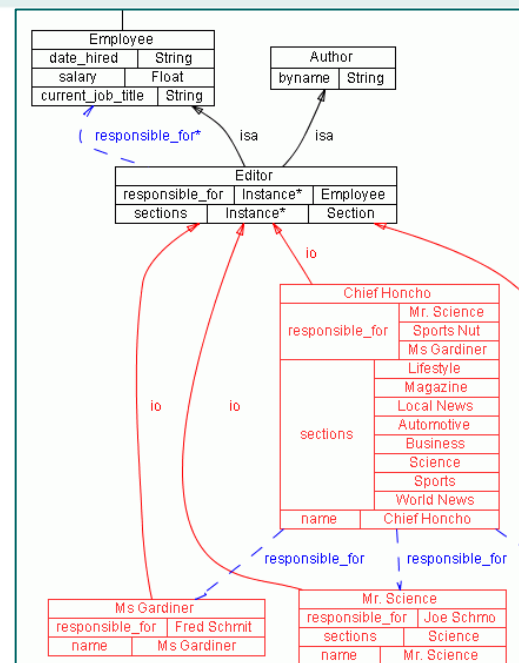 Employee
date_hired String
salary Float
current_job_title String
Author
byname String
responsible_for*
isa
isa
Editor
responsible_for Instance* Employee
sections Instance* Section
io
Chief Honcho
responsible_for
Mr. Science
Sports Nut
Ms Gardiner
sections
Lifestyle
Magazine
Local News
Automotive
Business
Science
Sports
World News
name Chief Honcho
io
io
responsible_for
responsible_for
Ms Gardiner
responsible_for Fred Schmit
name Ms Gardiner
Mr. Science
responsible_for Joe Schmo
sections Science
name Mr. Science